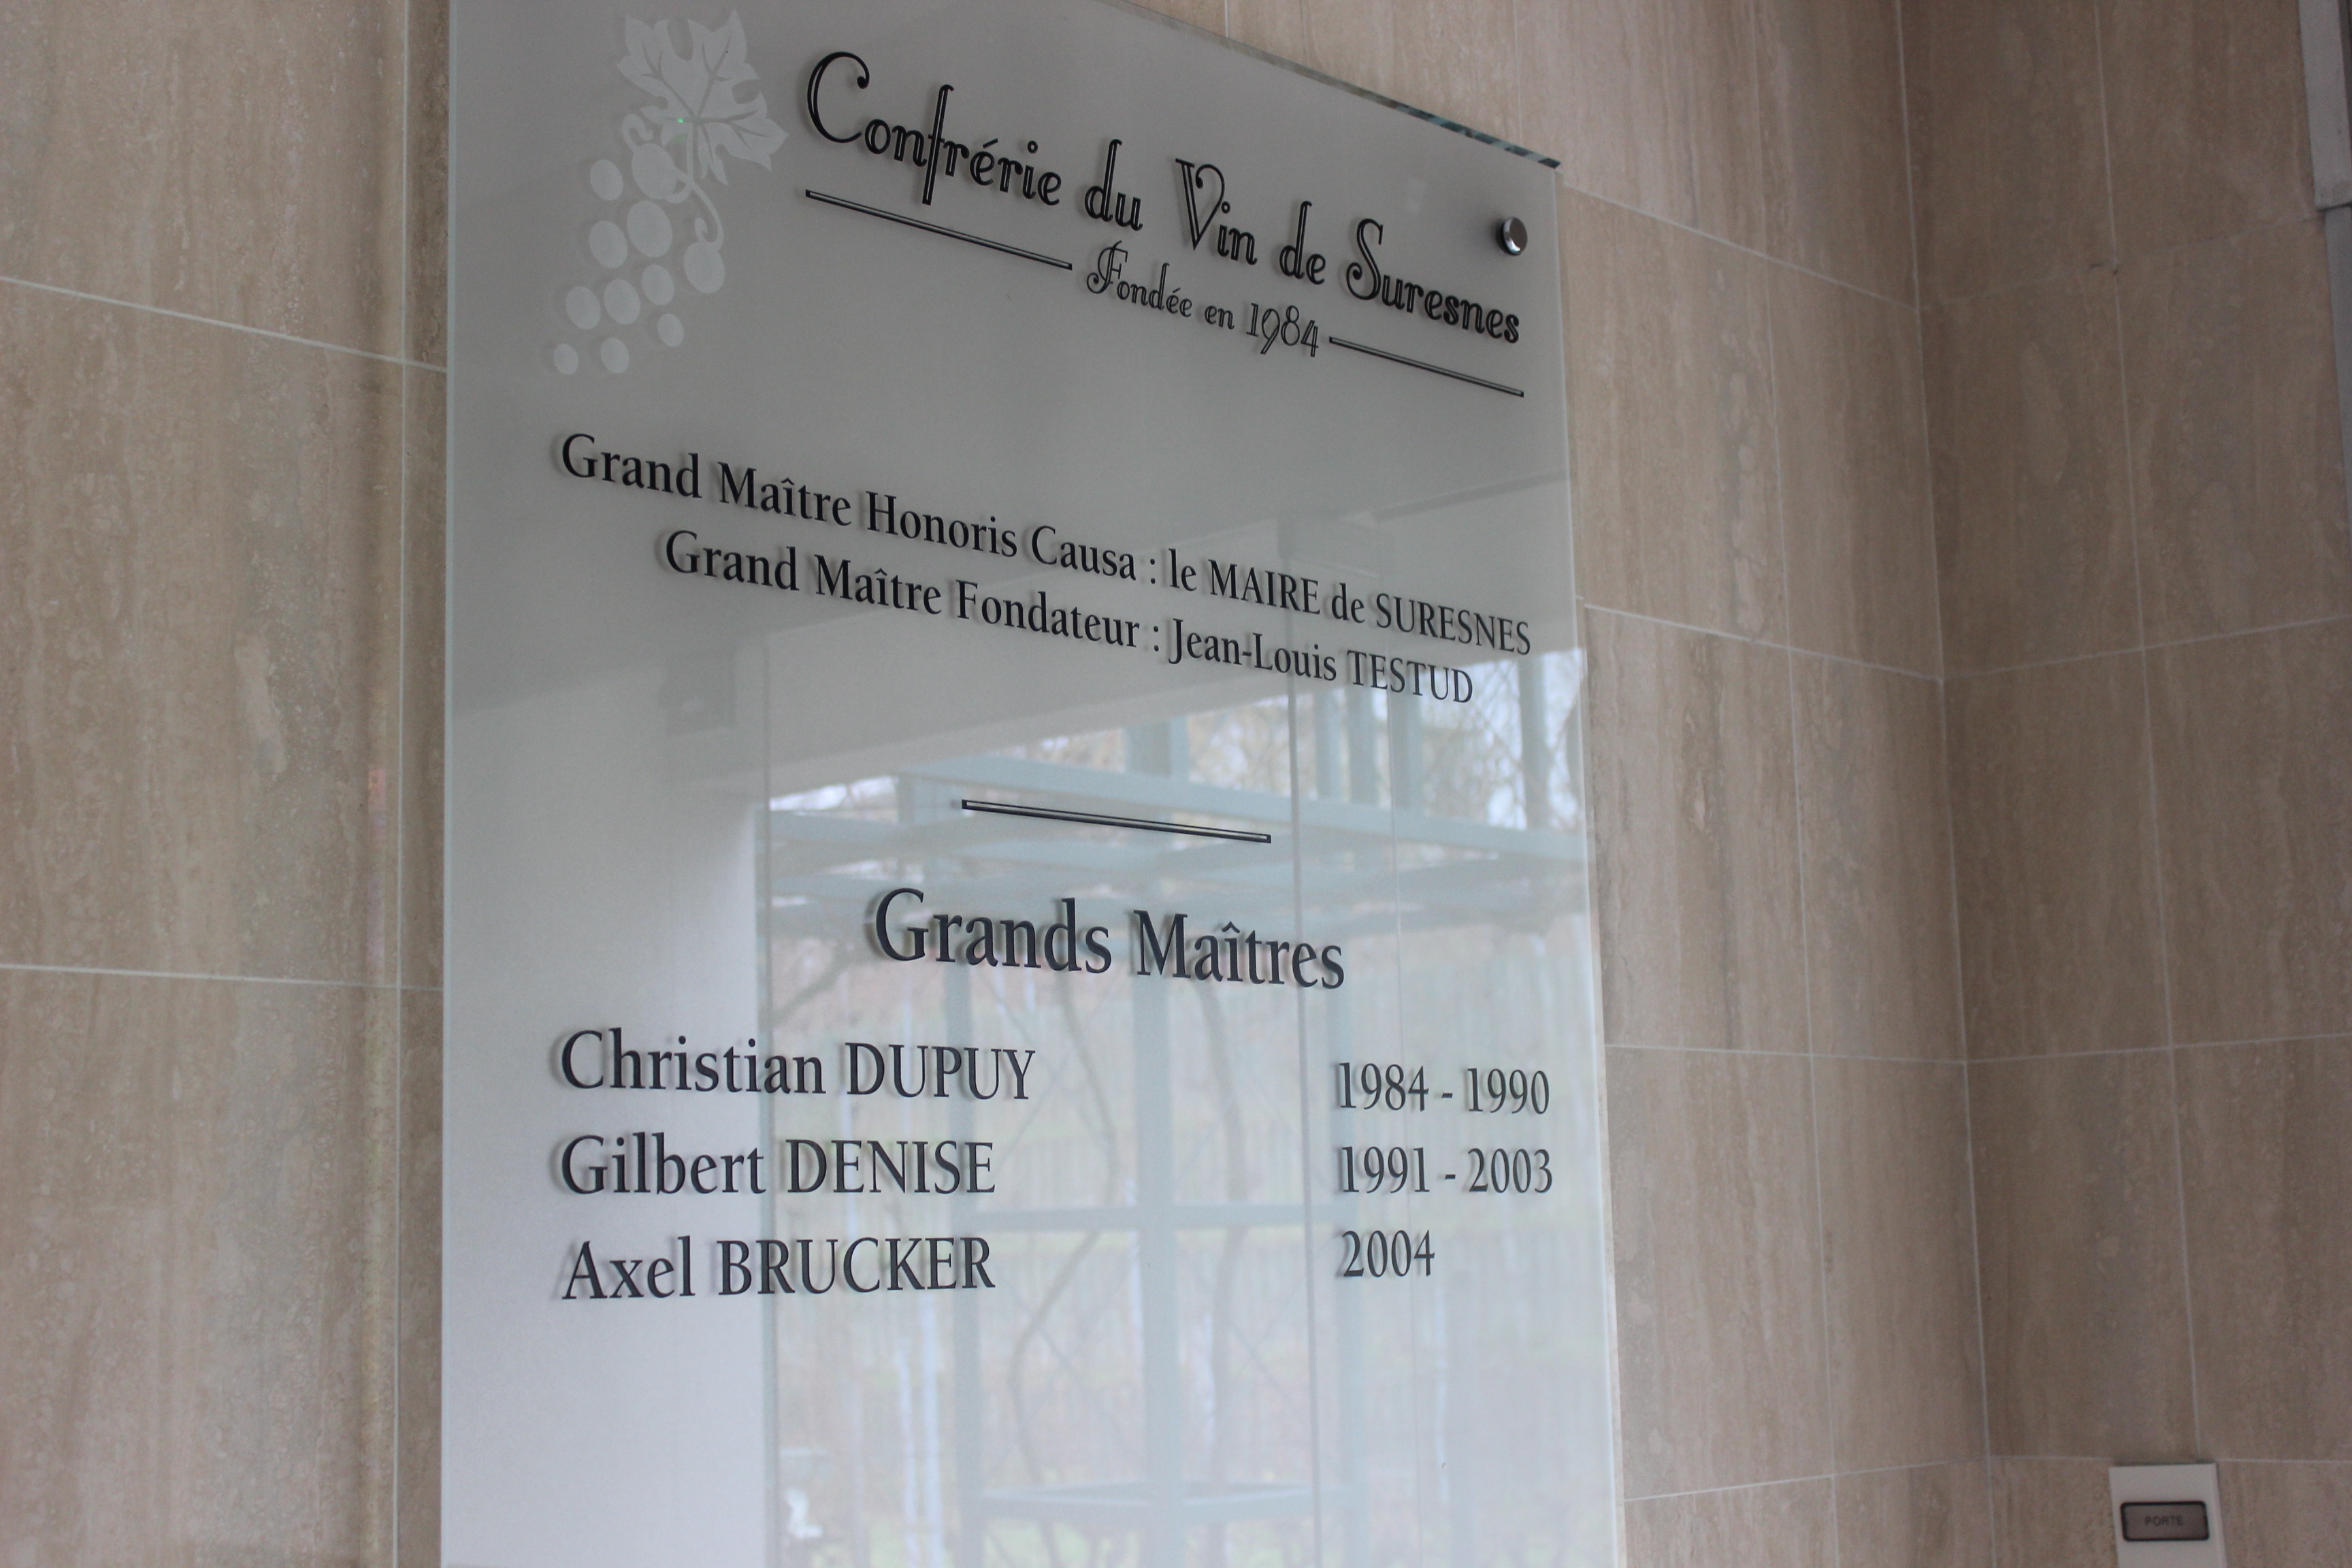 Confrérie du Vin de Suresnes
Fondée en 1984
Grand Maître Honoris Causa : le MAIRE de SURESNES
Grand Maître Fondateur : Jean-Louis TESTUD
Grands Maîtres
Christian DUPUY 1984 - 1990
Gilbert DENISE 1991 - 2003
Axel BRUCKER 2004
PORTE